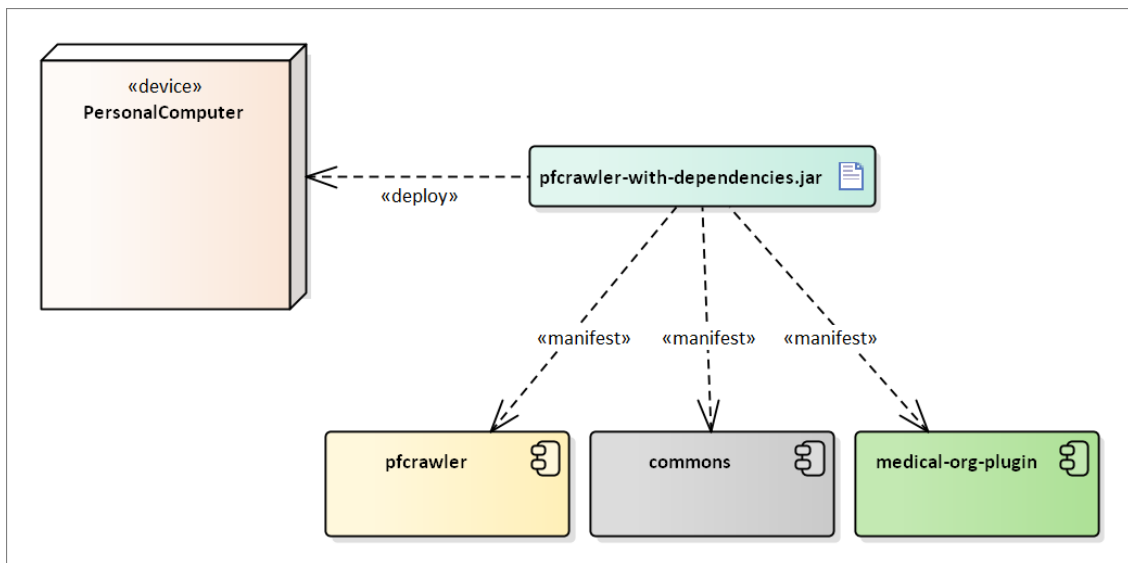 «device»
PersonalComputer
pfcrawler-with-dependencies.jar
«deploy»
«manifest»
«manifest»
«manifest»
pfcrawler
commons
medical-org-plugin